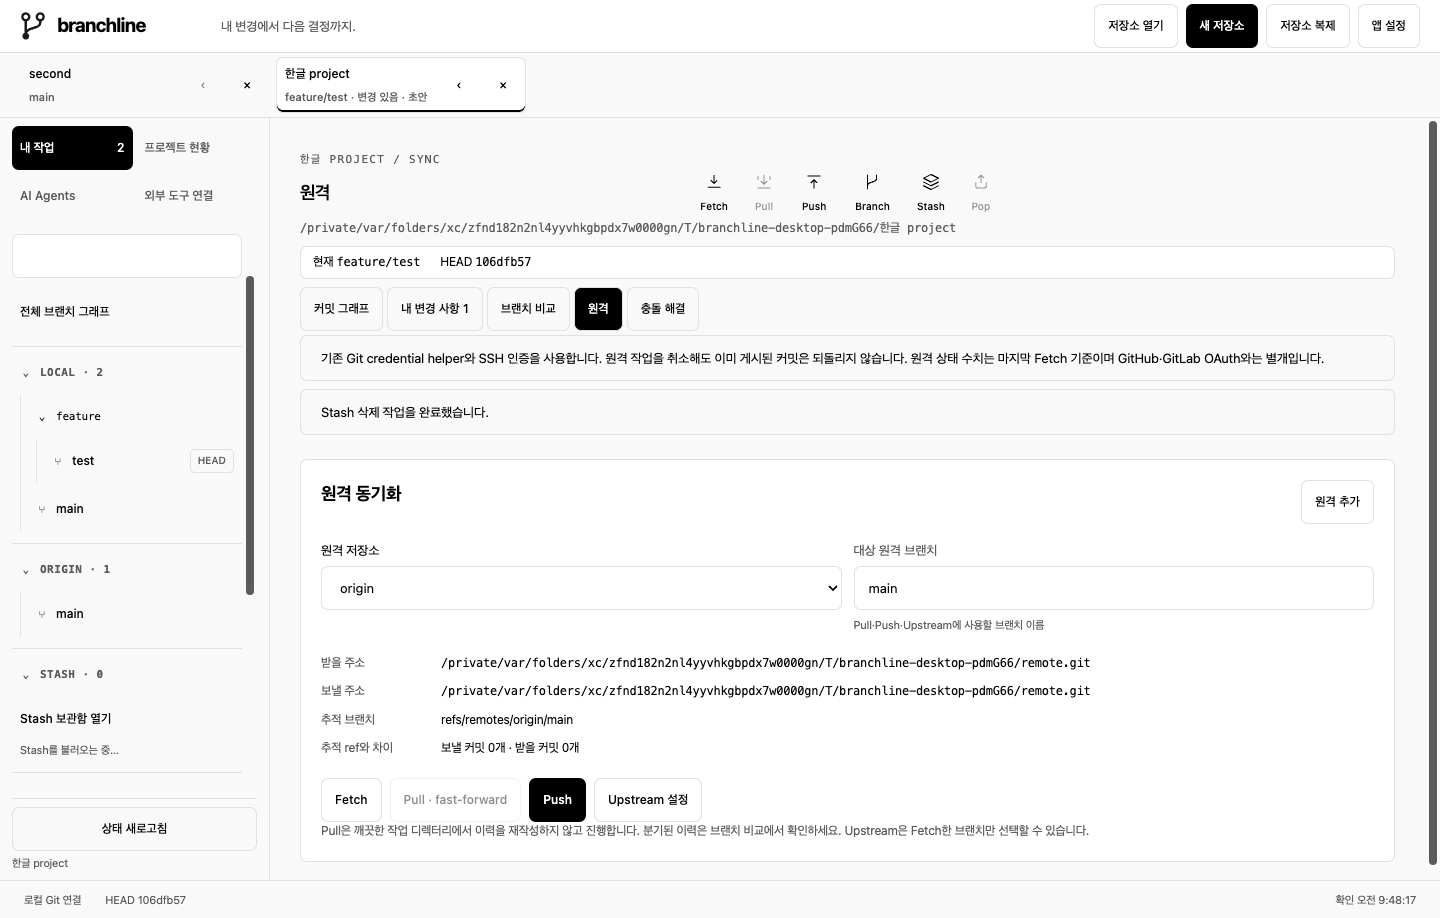 branchline
내 변경에서 다음 결정까지.
저장소 열기
새 저장소
저장소 복제
앱 설정
second
main
‹
×
한글 project
feature/test · 변경 있음 · 초안
‹
×
내 작업 2
프로젝트 현황
AI Agents
외부 도구 연결
전체 브랜치 그래프
LOCAL · 2
feature
test
HEAD
main
ORIGIN · 1
main
STASH · 0
Stash 보관함 열기
Stash를 불러오는 중...
상태 새로고침
한글 project
한글 PROJECT / SYNC
원격
Fetch
Pull
Push
Branch
Stash
Pop
/private/var/folders/xc/zfnd182n2nl4yyvhkgbpdx7w0000gn/T/branchline-desktop-pdmG66/한글 project
현재 feature/test HEAD 106dfb57
커밋 그래프
내 변경 사항 1
브랜치 비교
원격
충돌 해결
기존 Git credential helper와 SSH 인증을 사용합니다. 원격 작업을 취소해도 이미 게시된 커밋은 되돌리지 않습니다. 원격 상태 수치는 마지막 Fetch 기준이며 GitHub·GitLab OAuth와는 별개입니다.
Stash 삭제 작업을 완료했습니다.
원격 동기화
원격 추가
원격 저장소
origin
대상 원격 브랜치
main
Pull·Push·Upstream에 사용할 브랜치 이름
받을 주소 /private/var/folders/xc/zfnd182n2nl4yyvhkgbpdx7w0000gn/T/branchline-desktop-pdmG66/remote.git
보낼 주소 /private/var/folders/xc/zfnd182n2nl4yyvhkgbpdx7w0000gn/T/branchline-desktop-pdmG66/remote.git
추적 브랜치 refs/remotes/origin/main
추적 ref와 차이 보낼 커밋 0개 · 받을 커밋 0개
Fetch
Pull · fast-forward
Push
Upstream 설정
Pull은 깨끗한 작업 디렉터리에서 이력을 재작성하지 않고 진행합니다. 분기된 이력은 브랜치 비교에서 확인하세요. Upstream은 Fetch한 브랜치만 선택할 수 있습니다.
로컬 Git 연결
HEAD 106dfb57
확인 오전 9:48:17